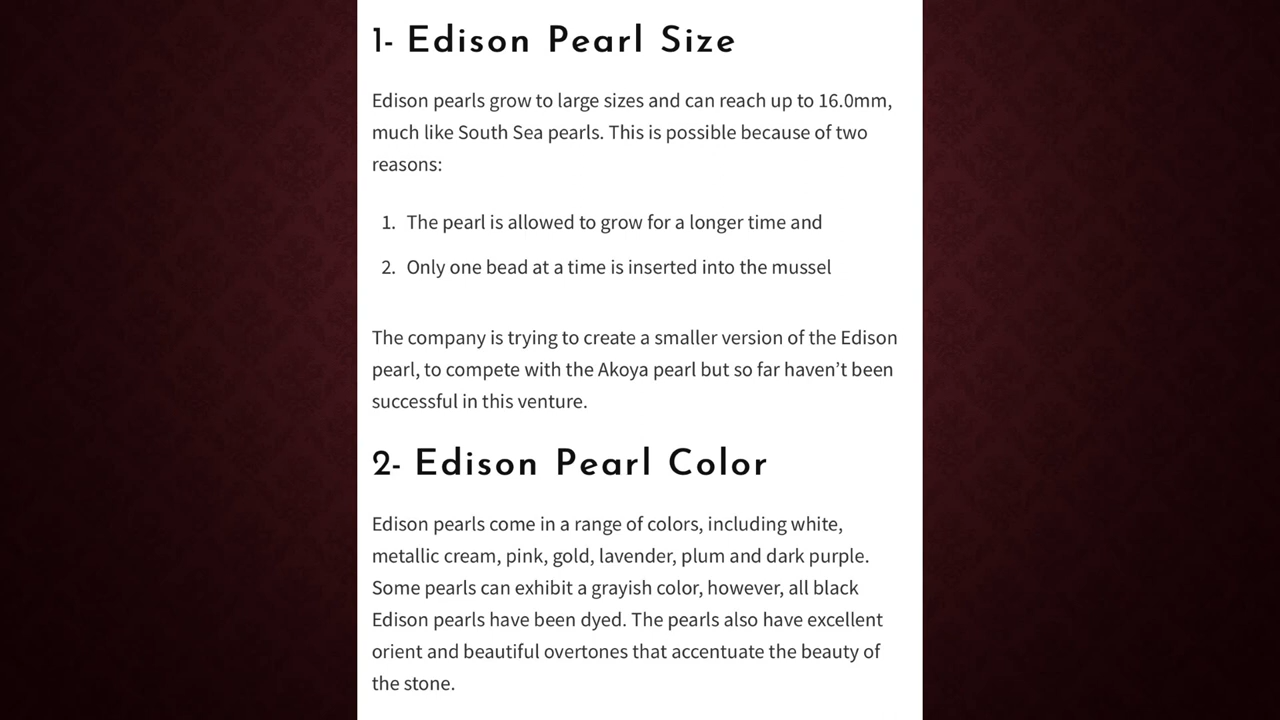 1- Edison Pearl Size
Edison pearls grow to large sizes and can reach up to 16.0mm,
much like South Sea pearls. This is possible because of two
reasons:
1. The pearl is allowed to grow for a longer time and
2. Only one bead at a time is inserted into the mussel
The company is trying to create a smaller version of the Edison
pearl, to compete with the Akoya pearl but so far haven’t been
successful in this venture.
2- Edison Pearl Color
Edison pearls come in a range of colors, including white,
metallic cream, pink, gold, lavender, plum and dark purple.
Some pearls can exhibit a grayish color, however, all black
Edison pearls have been dyed. The pearls also have excellent
orient and beautiful overtones that accentuate the beauty of
the stone.